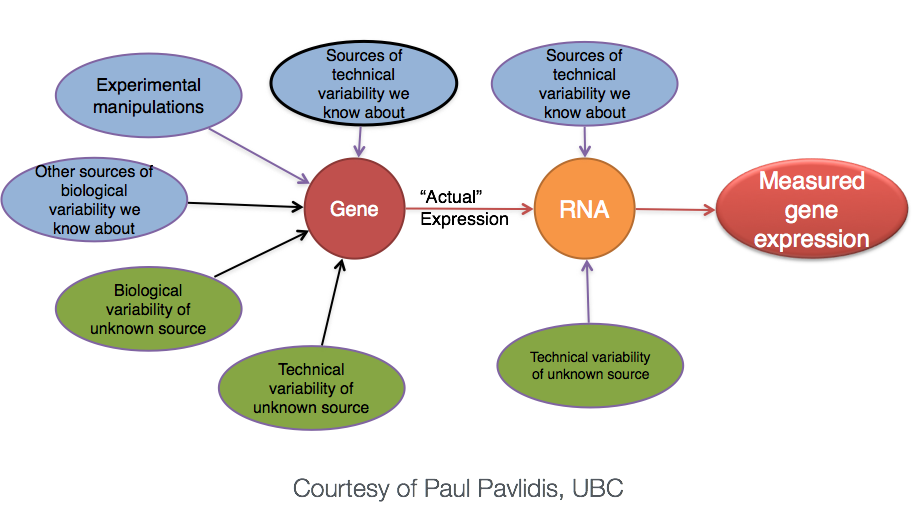 Experimental
manipulations
Sources of
technical
variability we
know about
Sources of
technical
variability we
know about
Other sources of
biological
variability we
know about
Gene
“Actual”
Expression
RNA
Measured
gene
expression
Biological
variability of
unknown source
Technical
variability of
unknown source
Technical variability
of unknown source
Courtesy of Paul Pavlidis, UBC